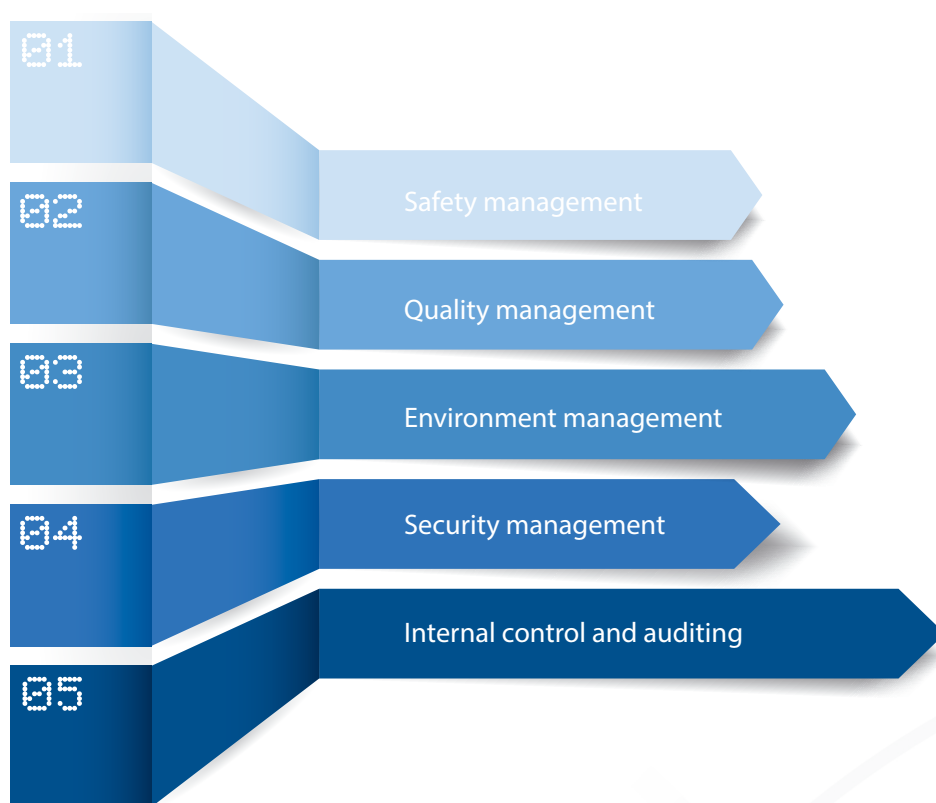 01
Safety management
02
Quality management
03
Environment management
04
Security management
05
Internal control and auditing